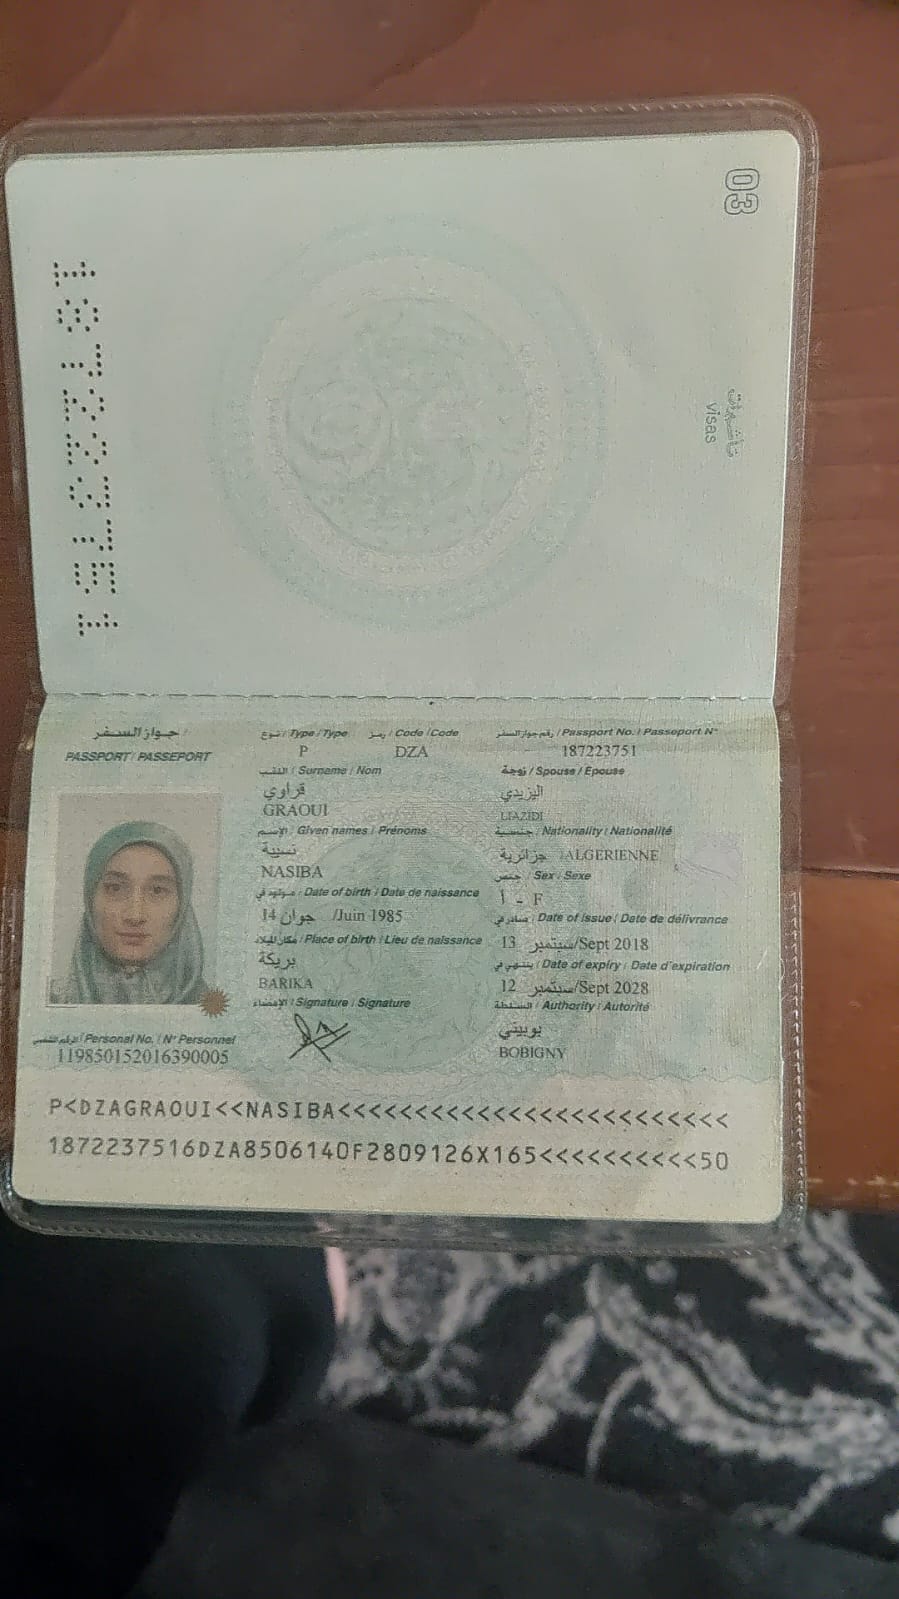 03
تأشيرات
visas
187223751
جواز السفر /
PASSPORT / PASSEPORT
نوع / Type / Type
P
رمز / Code / Code
DZA
رقم جواز السفر / Passport No. / Passeport N°
187223751
اللقب / Surname / Nom
ڤراوي
GRAOUI
زوجة / Spouse / Epouse
اليزيدي
LIAZIDI
الإسم / Given names / Prénoms
نسيبة
NASIBA
جنسية / Nationality / Nationalité
جزائرية /ALGERIENNE
جنس / Sex / Sexe
أ - F
مولود في / Date of birth / Date de naissance
14 جوان /Juin 1985
صادر في / Date of issue / Date de délivrance
13 سبتمبر/Sept 2018
مكان الميلاد / Place of birth / Lieu de naissance
بريكة
BARIKA
ينتهي في / Date of expiry / Date d'expiration
12 سبتمبر/Sept 2028
الإمضاء / Signature / Signature
السلطة / Authority / Autorité
بوبيني
BOBIGNY
الرقم الشخصي / Personal No. / N° Personnel
119850152016390005
P<DZAGRAOUI<<NASIBA<<<<<<<<<<<<<<<<<<<<<<<<<
1872237516DZA8506140F2809126X165<<<<<<<<<<50